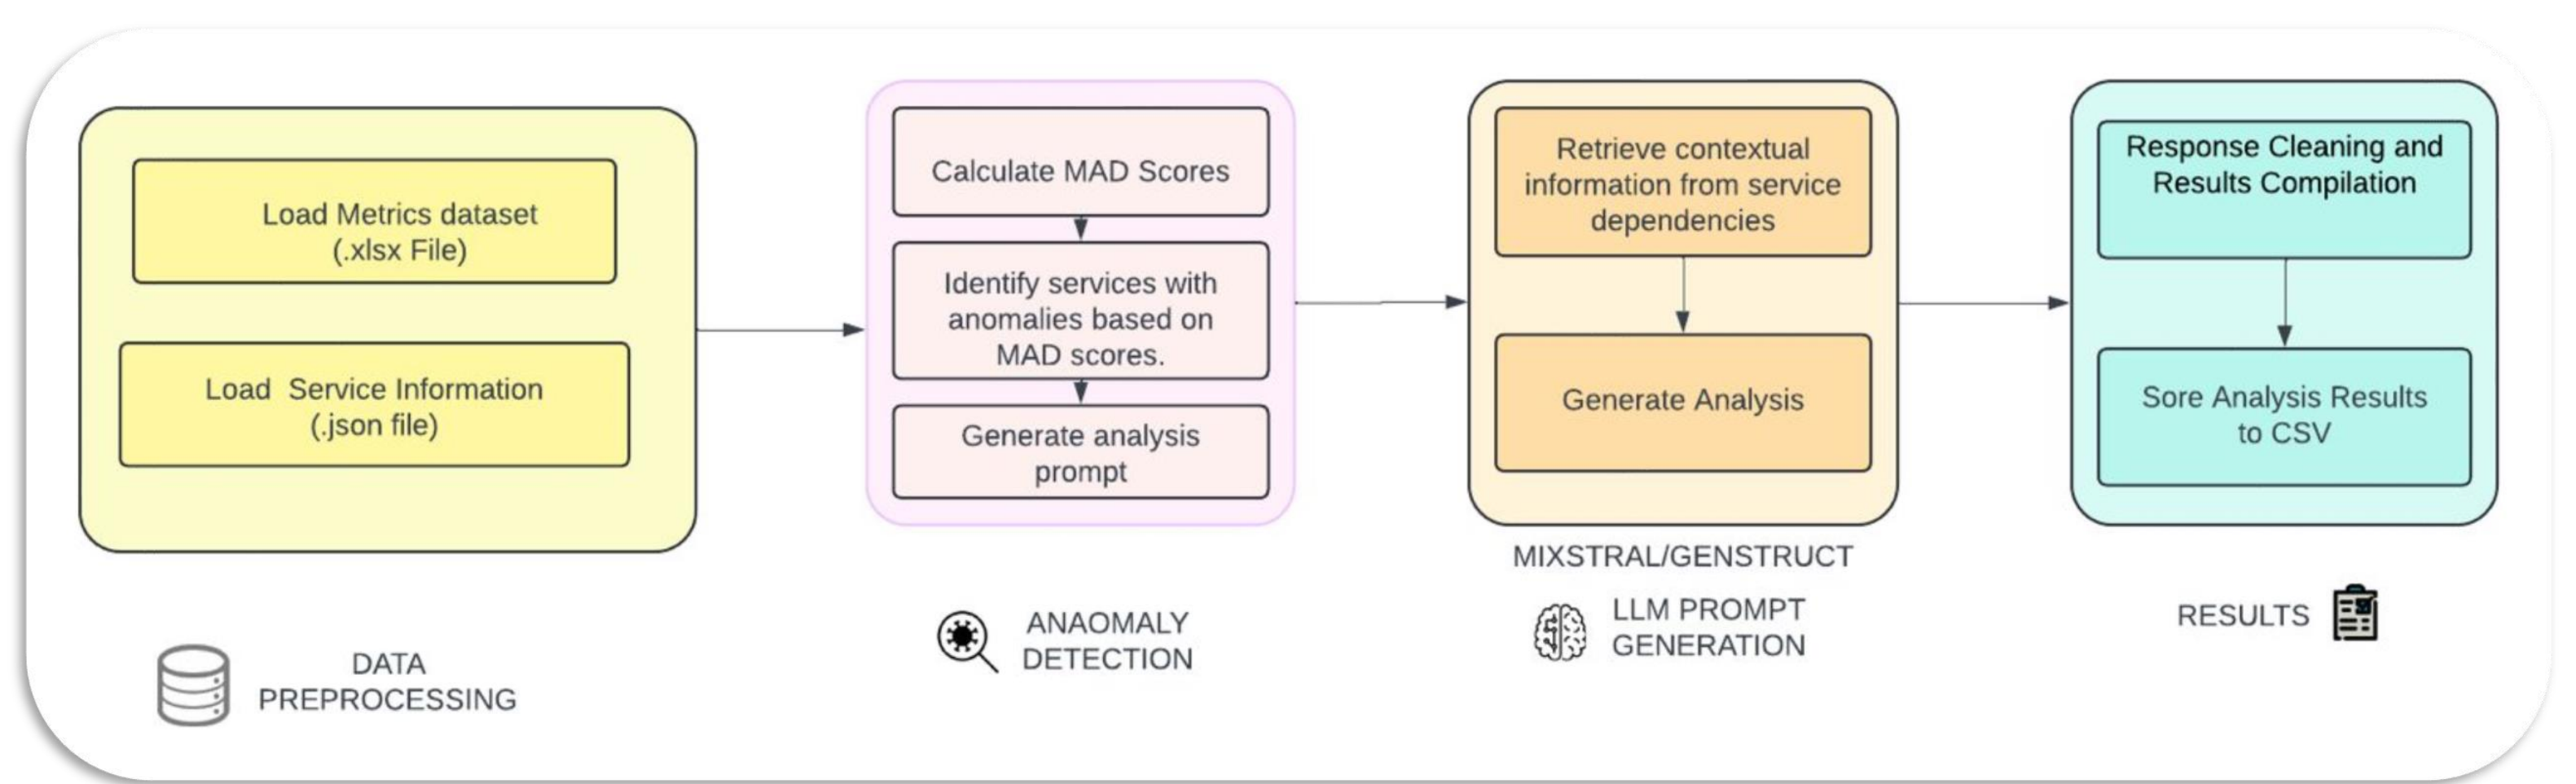 Load Metrics dataset
(.xlsx File)
Load Service Information
(.json file)
DATA
PREPROCESSING
Calculate MAD Scores
Identify services with
anomalies based on
MAD scores.
Generate analysis
prompt
ANAOMALY
DETECTION
Retrieve contextual
information from service
dependencies
Generate Analysis
MIXSTRAL/GENSTRUCT
LLM PROMPT
GENERATION
Response Cleaning and
Results Compilation
Sore Analysis Results
to CSV
RESULTS